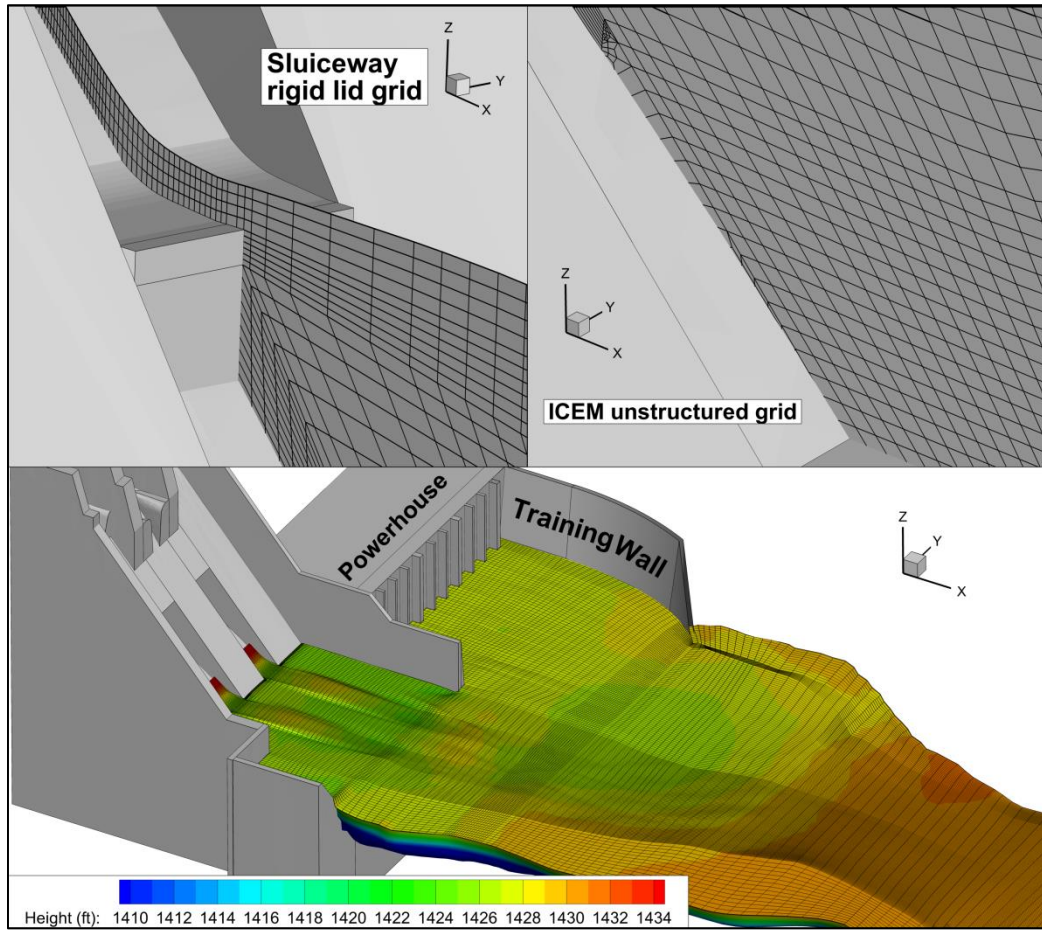 Sluiceway
rigid lid grid
Z
Y
X
Z
Y
X
ICEM unstructured grid
Powerhouse
Training Wall
Z
Y
X
Height (ft): 1410 1412 1414 1416 1418 1420 1422 1424 1426 1428 1430 1432 1434